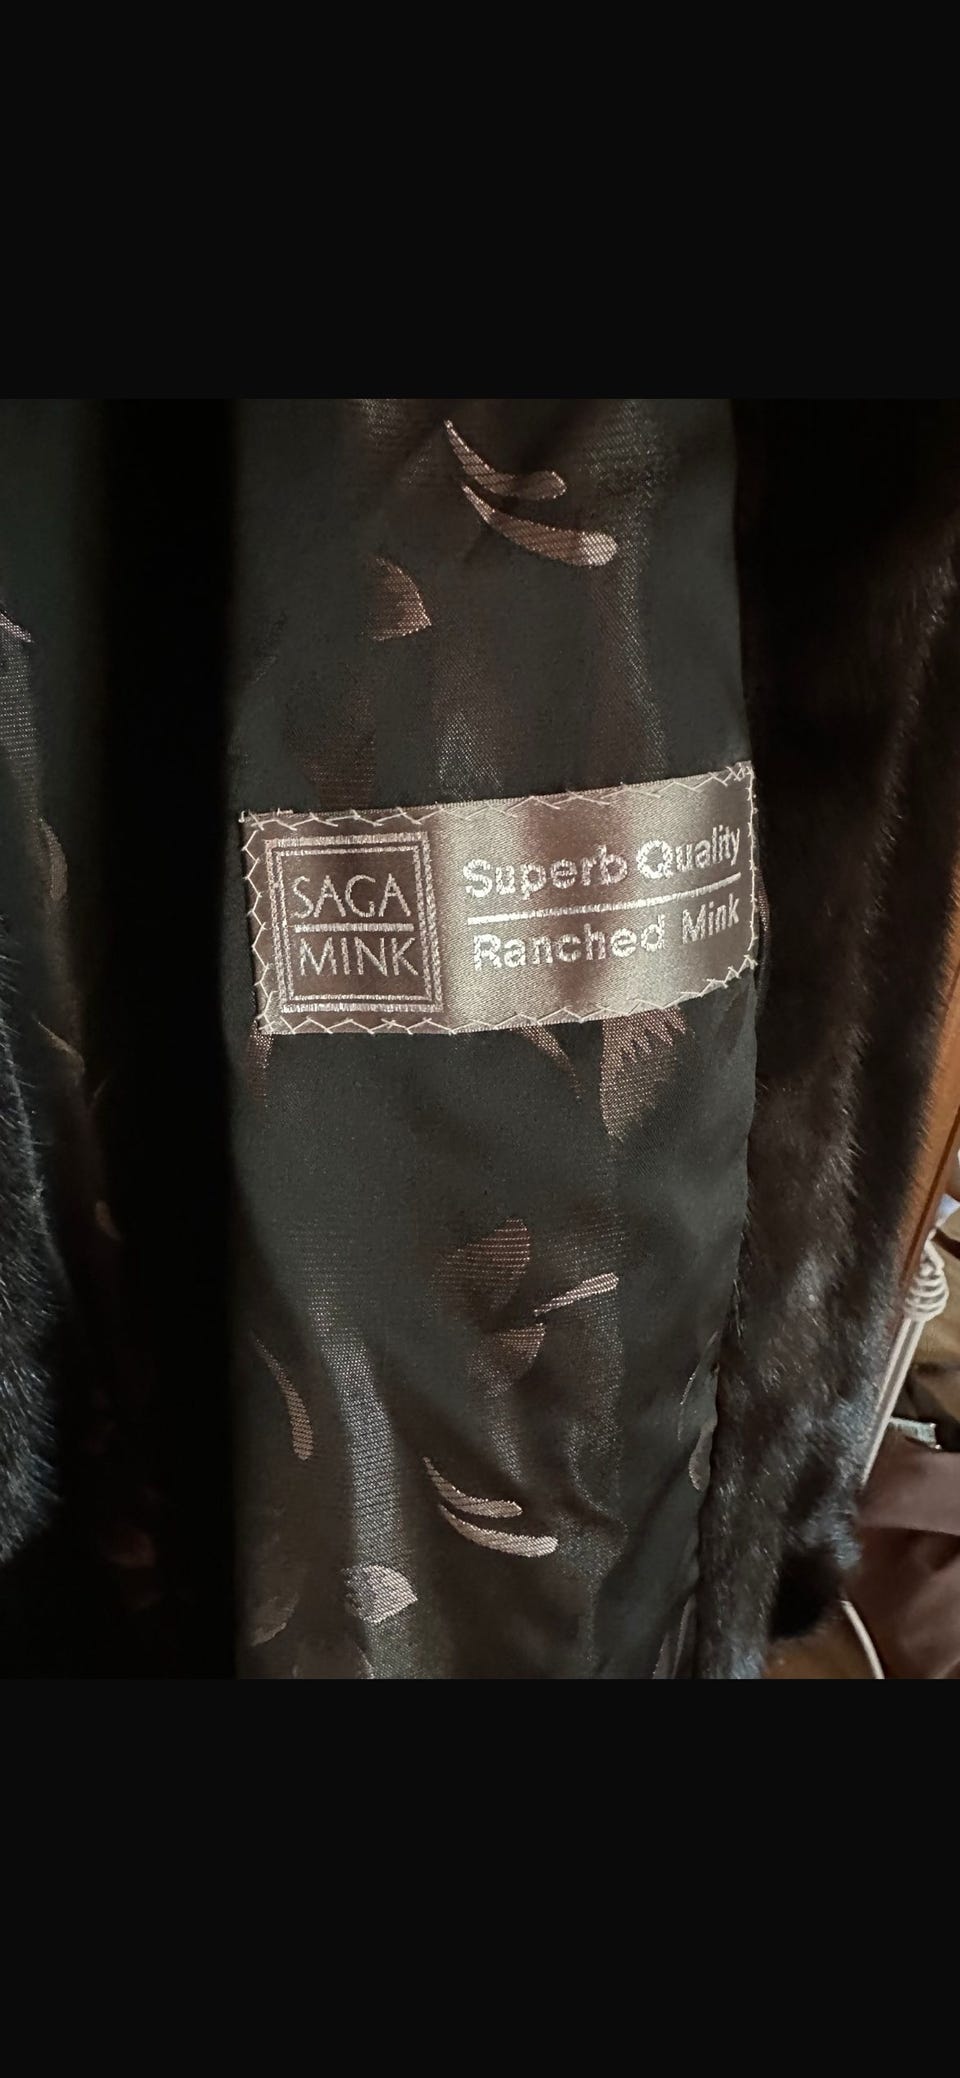 SAGA
MINK
Superb Quality
Ranched Mink